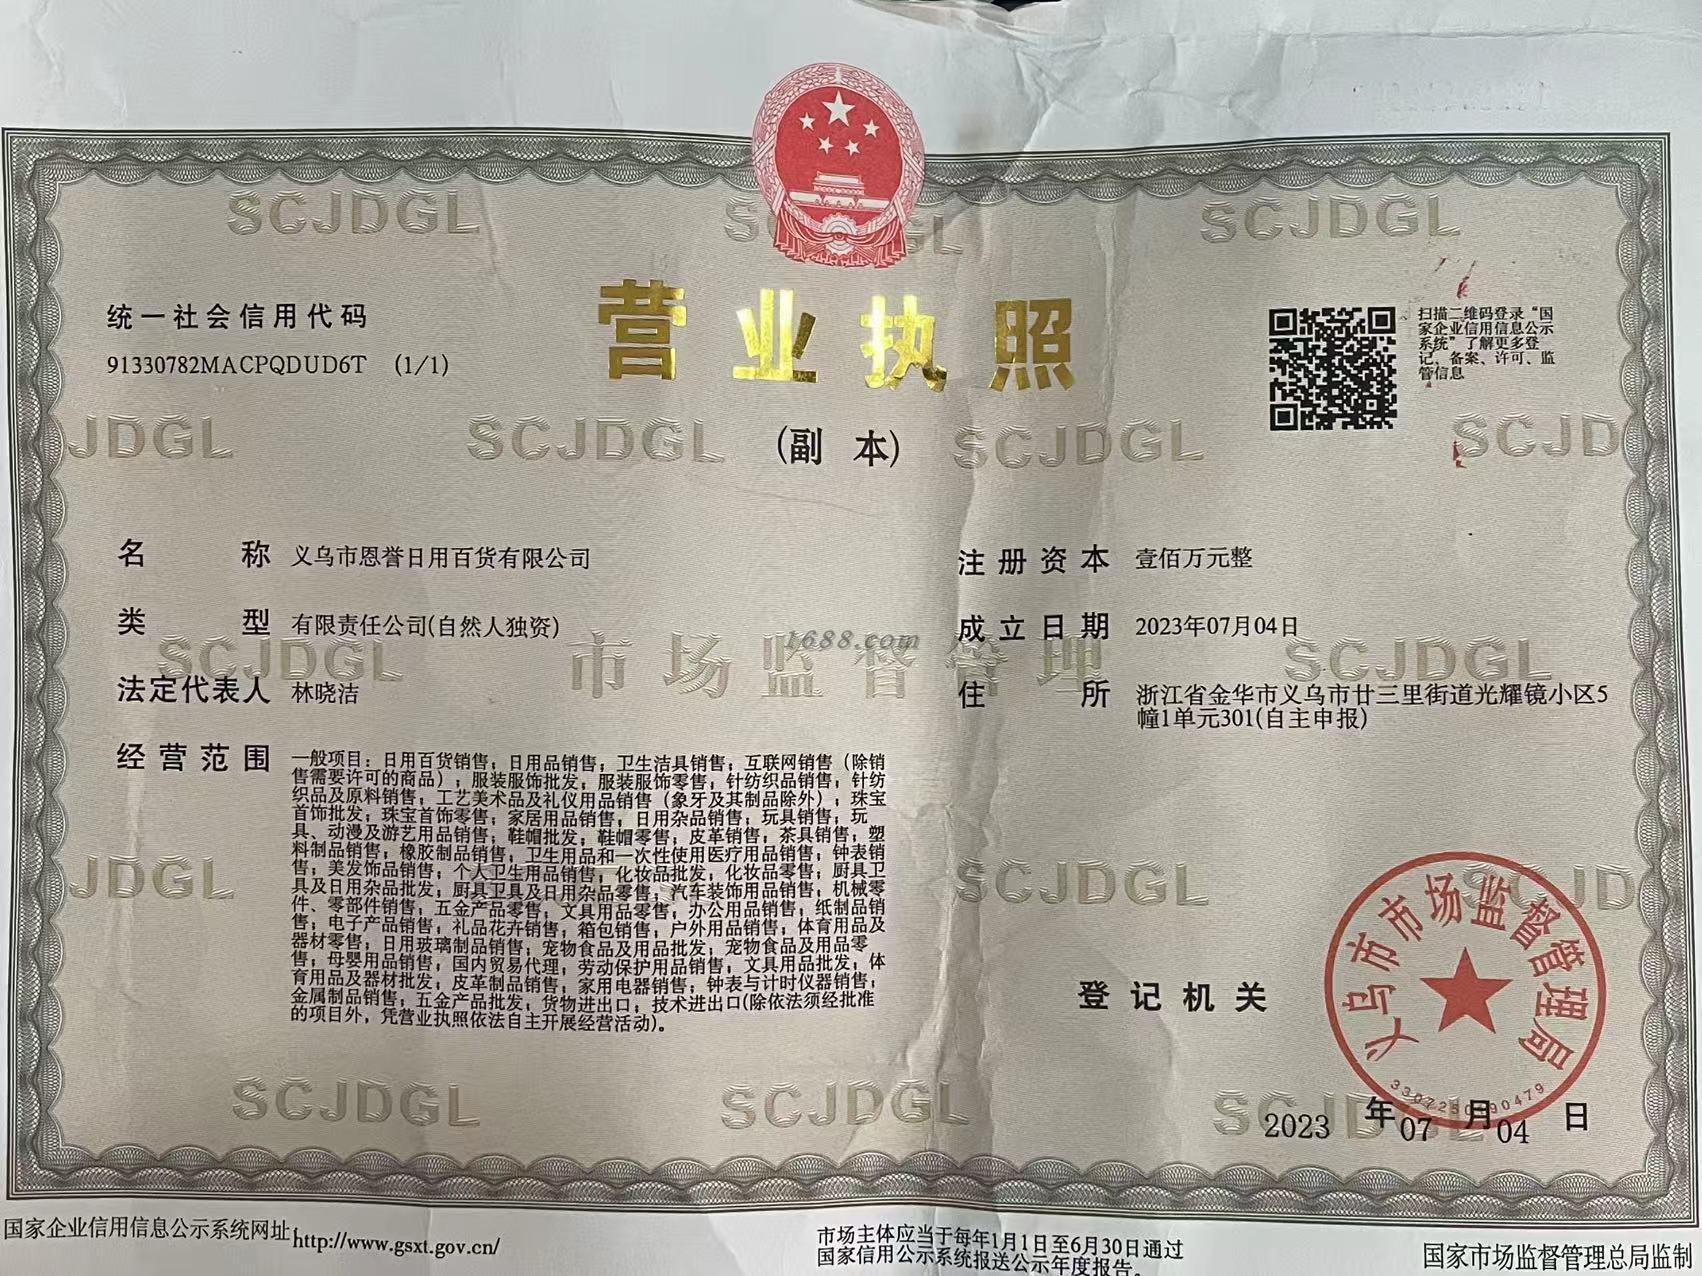 统一社会信用代码
91330782MACPQDUD6T (1/1)
营业执照
(副 本)
扫描二维码登录“国
家企业信用信息公示
系统”了解更多登
记、备案、许可、监
管信息
名 称 义乌市恩誉日用百货有限公司
类 型 有限责任公司(自然人独资)
法定代表人 林晓洁
经营范围 一般项目：日用百货销售；日用品销售；卫生洁具销售；互联网销售（除销
售需要许可的商品）；服装服饰批发；服装服饰零售；针纺织品销售；针纺
织品及原料销售；工艺美术品及礼仪用品销售（象牙及其制品除外）；珠宝
首饰批发；珠宝首饰零售；家居用品销售；日用杂品销售；玩具销售；玩
具、动漫及游艺用品销售；鞋帽批发；鞋帽零售；皮革销售；茶具销售；塑
料制品销售；橡胶制品销售；卫生用品和一次性使用医疗用品销售；钟表销
售；美发饰品销售；个人卫生用品销售；化妆品批发；化妆品零售；厨具卫
具及日用杂品批发；厨具卫具及日用杂品零售；汽车装饰用品销售；机械零
件、零部件销售；五金产品零售；文具用品零售；办公用品销售；纸制品销
售；电子产品销售；礼品花卉销售；箱包销售；户外用品销售；体育用品及
器材零售；日用玻璃制品销售；宠物食品及用品批发；宠物食品及用品零
售；母婴用品销售；国内贸易代理；劳动保护用品销售；文具用品批发；体
育用品及器材批发；皮革制品销售；家用电器销售；钟表与计时仪器销售；
金属制品销售；五金产品批发；货物进出口；技术进出口(除依法须经批准
的项目外，凭营业执照依法自主开展经营活动)。
注册资本 壹佰万元整
成立日期 2023年07月04日
住 所 浙江省金华市义乌市廿三里街道光耀镜小区5
幢1单元301(自主申报)
登记机关
义乌市市场监督管理局
2023 年 07 月 04 日
SCJDGL
SCJDGL
SCJDGL
JDGL
SCJDGL
SCJDGL
SCJD
SCJDGL
市场监督管理
SCJDGL
1688.com
JDGL
SCJDGL
SCJD
SCJDGL
SCJDGL
SCJDGL
国家企业信用信息公示系统网址http://www.gsxt.gov.cn/
市场主体应当于每年1月1日至6月30日通过
国家信用公示系统报送公示年度报告。
国家市场监督管理总局监制